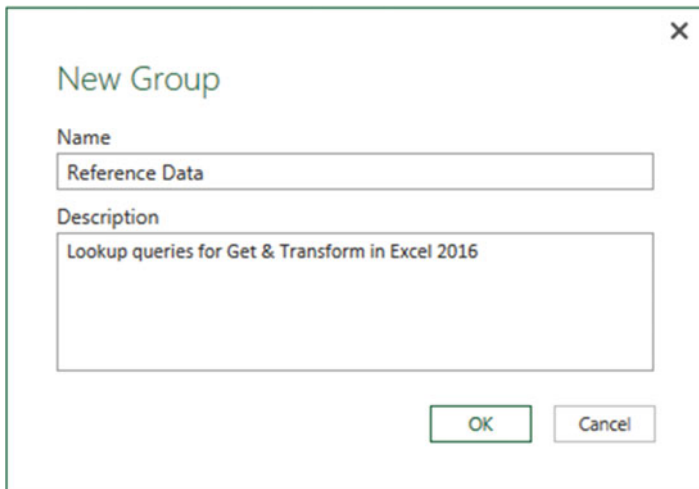 New Group
Name
Reference Data
Description
Lookup queries for Get & Transform in Excel 2016
OK
Cancel